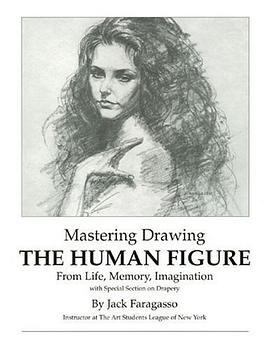 Mastering Drawing
THE HUMAN FIGURE
From Life, Memory, Imagination
with Special Section on Drapery
By Jack Faragasso
Instructor at The Art Students League of New York